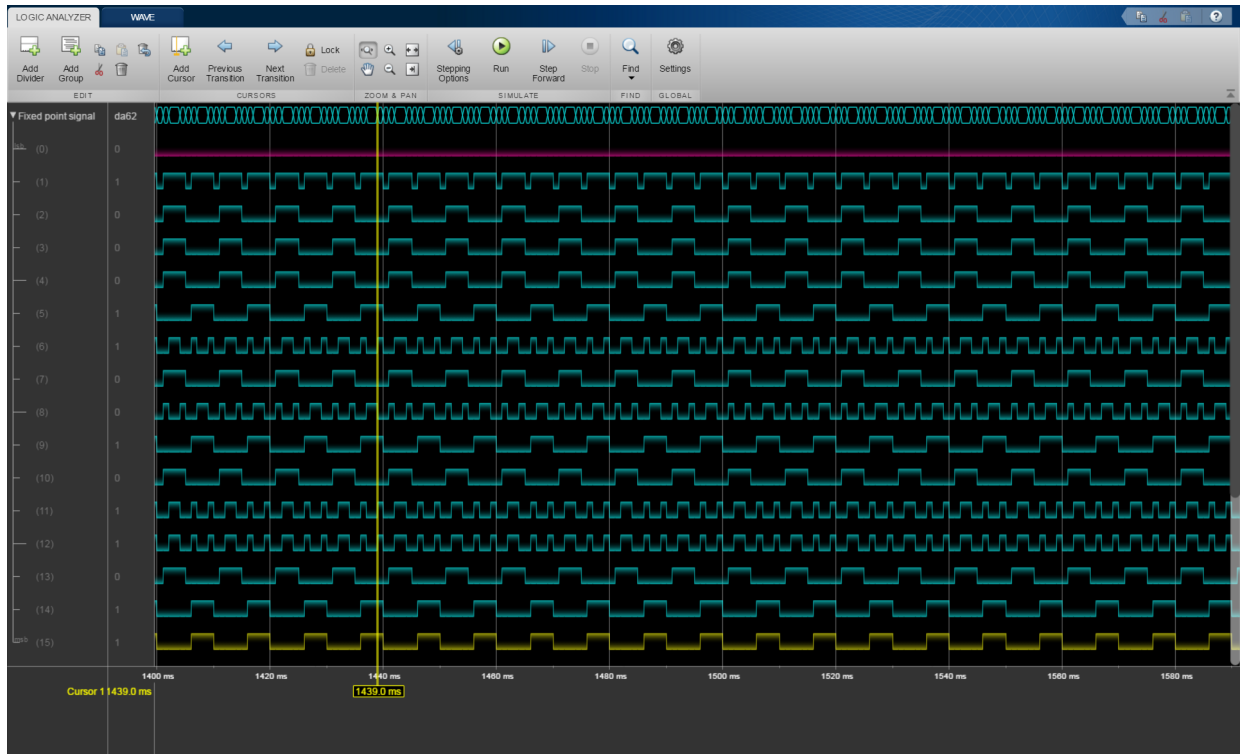 LOGIC ANALYZER WAVE
?
Add Divider
Add Group
Add Cursor
Previous Transition
Next Transition
Lock
Delete
Stepping Options
Run
Step Forward
Stop
Find
Settings
EDIT CURSORS ZOOM & PAN SIMULATE FIND GLOBAL
Fixed point signal da62
lsb (0) 0
(1) 1
(2) 0
(3) 0
(4) 0
(5) 1
(6) 1
(7) 0
(8) 0
(9) 1
(10) 0
(11) 1
(12) 1
(13) 0
(14) 1
msb (15) 1
1400 ms 1420 ms 1440 ms 1460 ms 1480 ms 1500 ms 1520 ms 1540 ms 1560 ms 1580 ms
Cursor 1 1439.0 ms 1439.0 ms